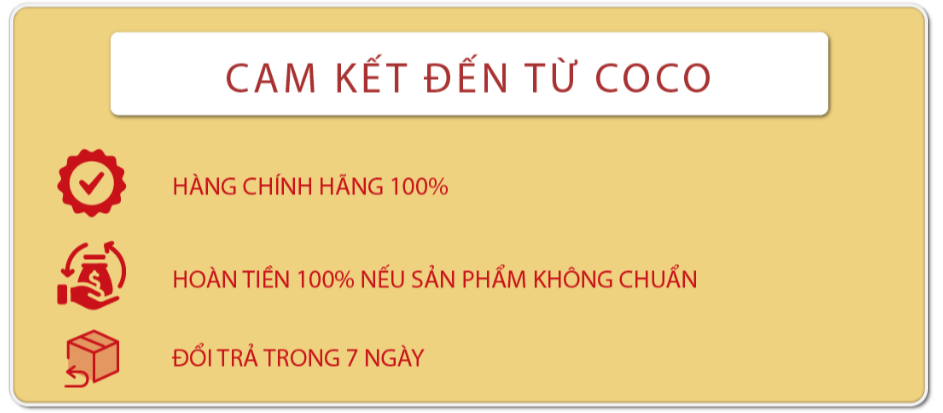 CAM KẾT ĐẾN TỪ COCO
HÀNG CHÍNH HÃNG 100%
HOÀN TIỀN 100% NẾU SẢN PHẨM KHÔNG CHUẨN
ĐỔI TRẢ TRONG 7 NGÀY